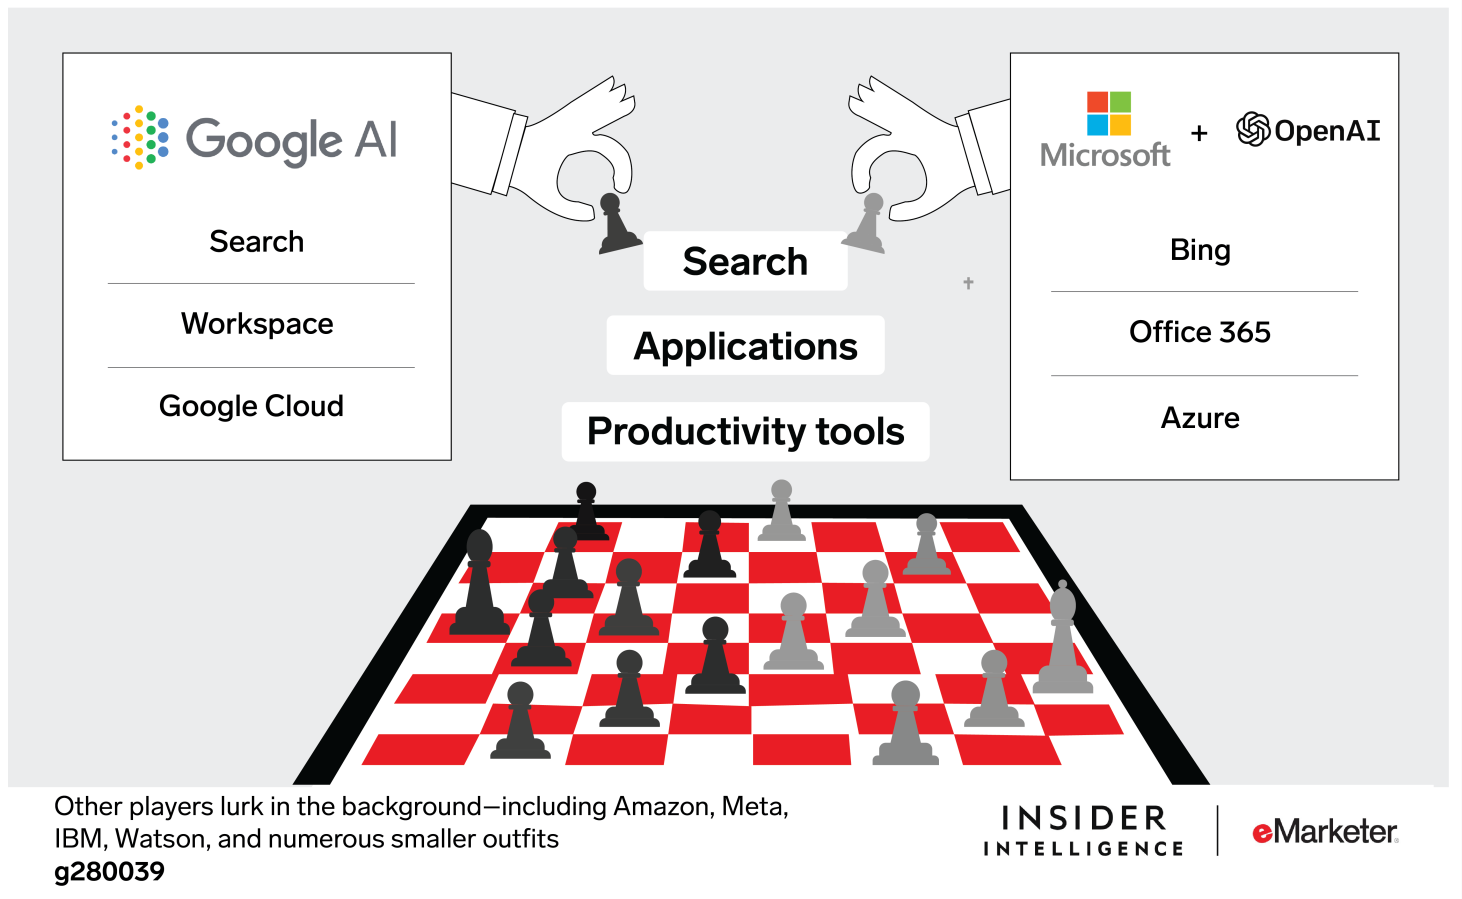 Google AI
Search
Workspace
Google Cloud
Search
Applications
Productivity tools
Microsoft
+
OpenAI
Bing
Office 365
Azure
Other players lurk in the background—including Amazon, Meta,
IBM, Watson, and numerous smaller outfits
g280039
INSIDER
INTELLIGENCE
eMarketer